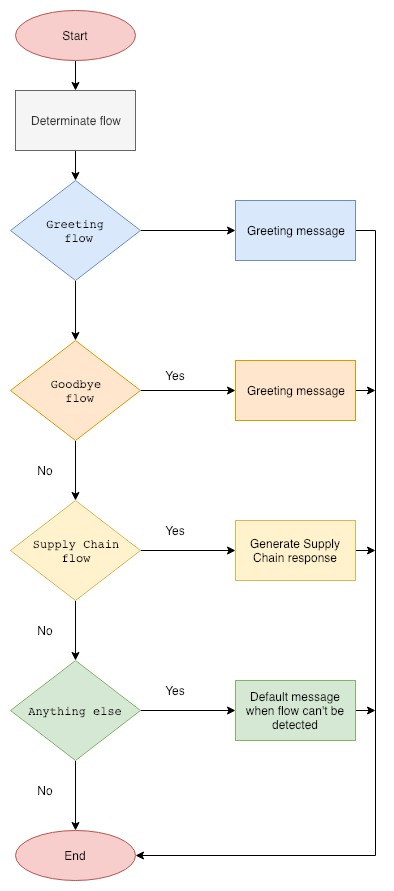 Start
Determinate flow
Greeting
flow
Greeting message
Goodbye
flow
Yes
Greeting message
No
Supply Chain
flow
Yes
Generate Supply
Chain response
No
Anything else
Yes
Default message
when flow can't be
detected
No
End